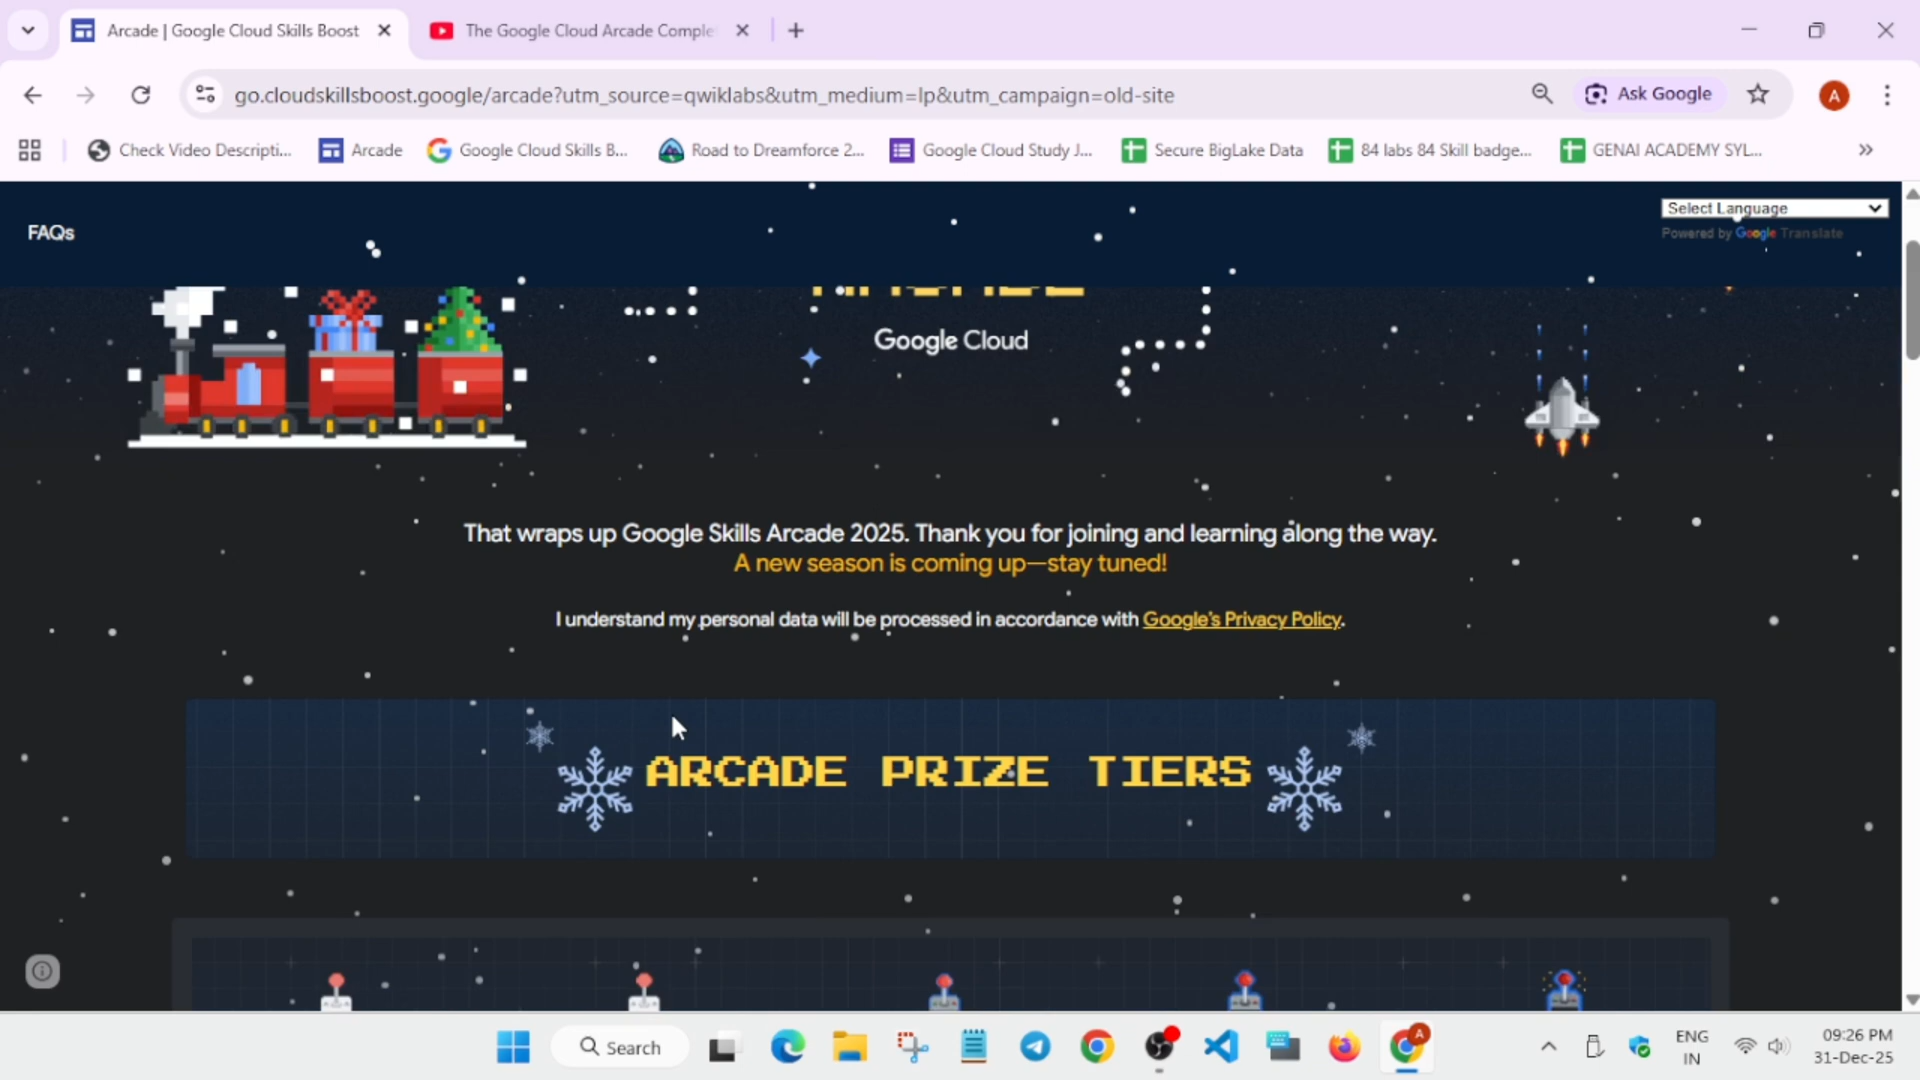 Arcade | Google Cloud Skills Boost
The Google Cloud Arcade Comple
go.cloudskillsboost.google/arcade?utm_source=qwiklabs&utm_medium=lp&utm_campaign=old-site
Ask Google
A
Check Video Descripti...
Arcade
Google Cloud Skills B...
Road to Dreamforce 2...
Google Cloud Study J...
Secure BigLake Data
84 labs 84 Skill badge...
GENAI ACADEMY SYL...
FAQs
Select Language
Powered by Google Translate
Google Cloud
That wraps up Google Skills Arcade 2025. Thank you for joining and learning along the way.
A new season is coming up—stay tuned!
I understand my personal data will be processed in accordance with Google's Privacy Policy.
ARCADE PRIZE TIERS
Search
A
ENG
IN
09:26 PM
31-Dec-25